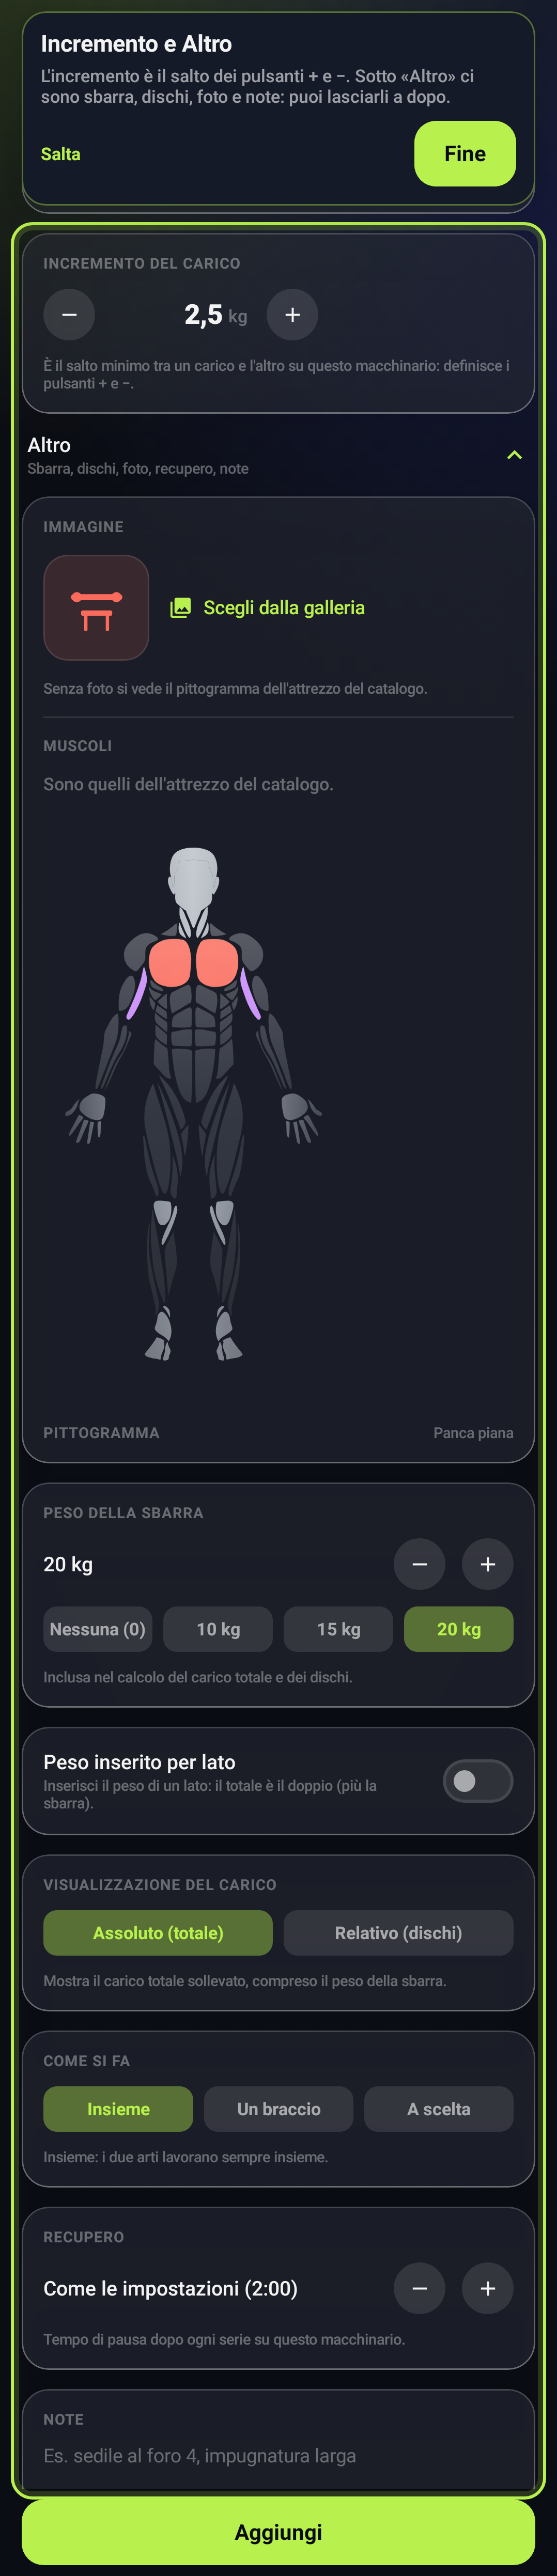 Incremento e Altro
L'incremento è il salto dei pulsanti + e −. Sotto «Altro» ci
sono sbarra, dischi, foto e note: puoi lasciarli a dopo.
Salta
Fine
INCREMENTO DEL CARICO
− 2,5 kg +
È il salto minimo tra un carico e l'altro su questo macchinario: definisce i
pulsanti + e −.
Altro
Sbarra, dischi, foto, recupero, note
IMMAGINE
Scegli dalla galleria
Senza foto si vede il pittogramma dell'attrezzo del catalogo.
MUSCOLI
Sono quelli dell'attrezzo del catalogo.
PITTOGRAMMA Panca piana
PESO DELLA SBARRA
20 kg − +
Nessuna (0) 10 kg 15 kg 20 kg
Inclusa nel calcolo del carico totale e dei dischi.
Peso inserito per lato
Inserisci il peso di un lato: il totale è il doppio (più la
sbarra).
VISUALIZZAZIONE DEL CARICO
Assoluto (totale) Relativo (dischi)
Mostra il carico totale sollevato, compreso il peso della sbarra.
COME SI FA
Insieme Un braccio A scelta
Insieme: i due arti lavorano sempre insieme.
RECUPERO
Come le impostazioni (2:00) − +
Tempo di pausa dopo ogni serie su questo macchinario.
NOTE
Es. sedile al foro 4, impugnatura larga
Aggiungi